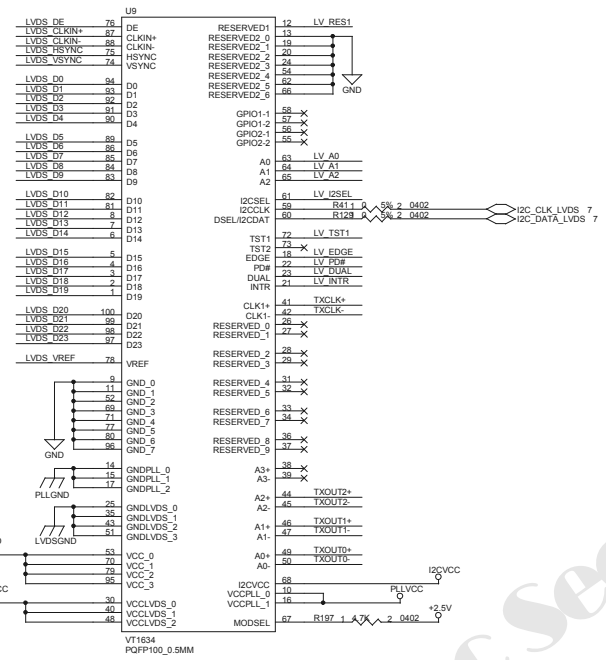 U9
LVDS_DE 76 DE
LVDS_CLKIN+ 87 CLKIN+
LVDS_CLKIN- 88 CLKIN-
LVDS_HSYNC 75 HSYNC
LVDS_VSYNC 74 VSYNC
LVDS_D0 94 D0
LVDS_D1 93 D1
LVDS_D2 92 D2
LVDS_D3 91 D3
LVDS_D4 90 D4
LVDS_D5 89 D5
LVDS_D6 86 D6
LVDS_D7 85 D7
LVDS_D8 84 D8
LVDS_D9 83 D9
LVDS_D10 82 D10
LVDS_D11 81 D11
LVDS_D12 8 D12
LVDS_D13 7 D13
LVDS_D14 6 D14
LVDS_D15 5 D15
LVDS_D16 4 D16
LVDS_D17 3 D17
LVDS_D18 2 D18
LVDS_D19 1 D19
LVDS_D20 100 D20
LVDS_D21 99 D21
LVDS_D22 98 D22
LVDS_D23 97 D23
LVDS_VREF 78 VREF
9 GND_0
11 GND_1
52 GND_2
69 GND_3
71 GND_4
77 GND_5
80 GND_6
96 GND_7
GND
14 GNDPLL_0
15 GNDPLL_1
17 GNDPLL_2
PLLGND
25 GNDLVDS_0
35 GNDLVDS_1
43 GNDLVDS_2
51 GNDLVDS_3
LVDSGND
53 VCC_0
70 VCC_1
79 VCC_2
95 VCC_3
30 VCCLVDS_0
40 VCCLVDS_1
48 VCCLVDS_2
RESERVED1 12 LV_RES1
RESERVED2_0 13
RESERVED2_1 19
RESERVED2_2 20
RESERVED2_3 24
RESERVED2_4 54
RESERVED2_5 62
RESERVED2_6 66
GND
GPIO1-1 58
GPIO1-2 57
GPIO2-1 56
GPIO2-2 55
A0 63 LV_A0
A1 64 LV_A1
A2 65 LV_A2
I2CSEL 61 LV_I2SEL
I2CCLK 59 R41 1 0 5% 2 0402 I2C_CLK_LVDS 7
DSEL/I2CDAT 60 R129 0 5% 2 0402 I2C_DATA_LVDS 7
TST1 72 LV_TST1
TST2 73
EDGE 18 LV_EDGE
PD# 22 LV_PD#
DUAL 23 LV_DUAL
INTR 21 LV_INTR
CLK1+ 41 TXCLK+
CLK1- 42 TXCLK-
RESERVED_0 26
RESERVED_1 27
RESERVED_2 28
RESERVED_3 29
RESERVED_4 31
RESERVED_5 32
RESERVED_6 33
RESERVED_7 34
RESERVED_8 36
RESERVED_9 37
A3+ 38
A3- 39
A2+ 44 TXOUT2+
A2- 45 TXOUT2-
A1+ 46 TXOUT1+
A1- 47 TXOUT1-
A0+ 49 TXOUT0+
A0- 50 TXOUT0-
I2CVCC 68 I2CVCC
VCCPLL_0 10 PLLVCC
VCCPLL_1 16
MODSEL 67 R197 1 4.7K 2 0402 +2.5V
VT1634
PQFP100_0.5MM